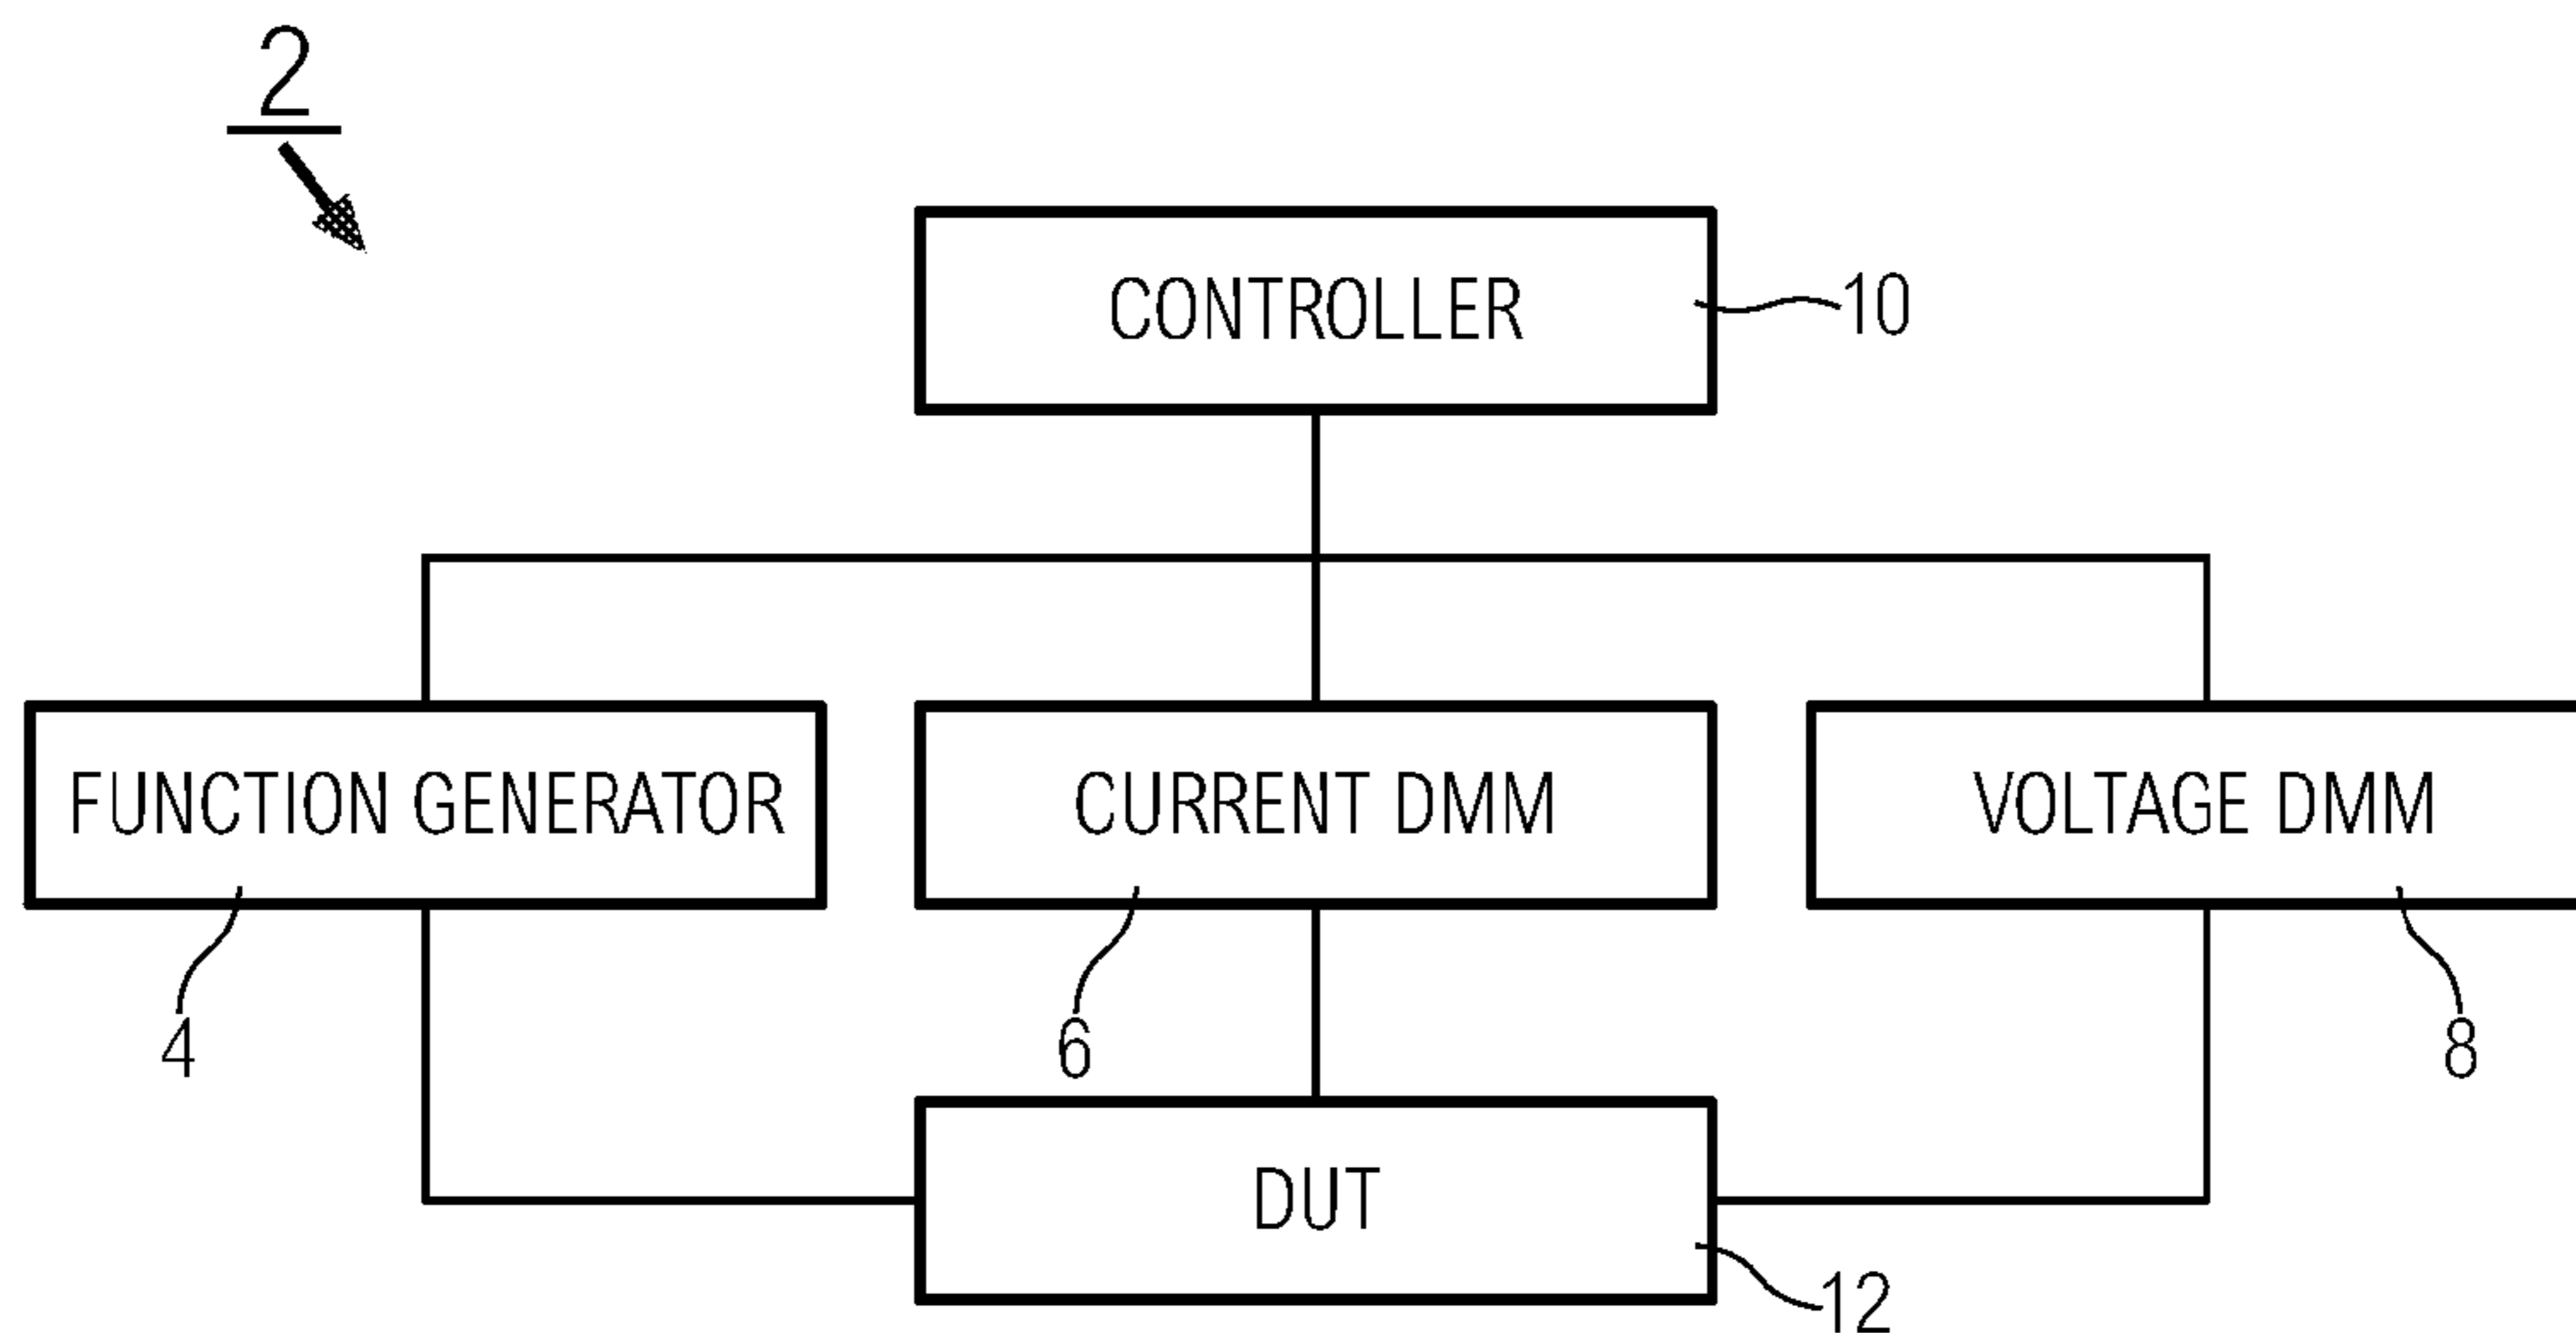 2
CONTROLLER
10
FUNCTION GENERATOR
CURRENT DMM
VOLTAGE DMM
4
6
8
DUT
12